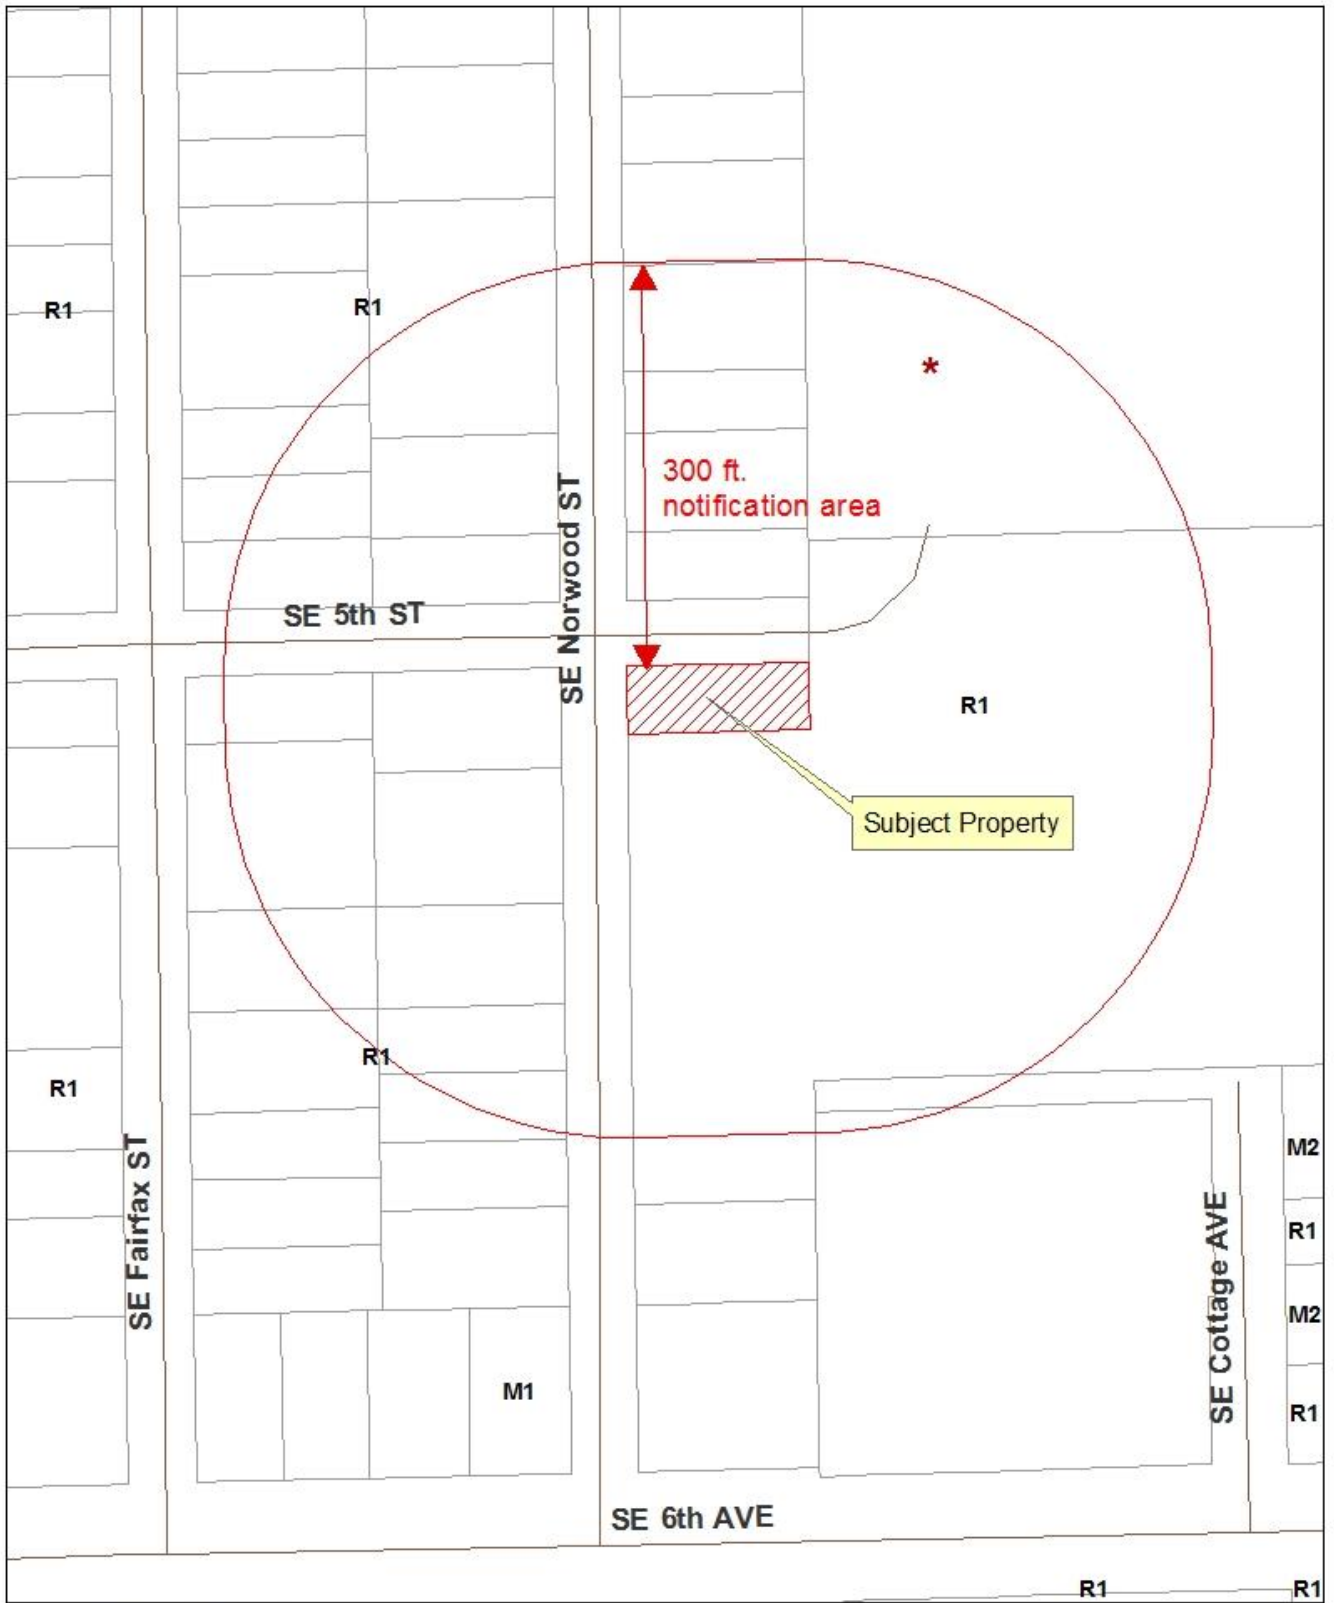 R1
R1
*
300 ft.
notification area
SE Norwood ST
SE 5th ST
R1
Subject Property
R1
R1
SE Fairfax ST
M2
SE Cottage AVE
R1
M2
M1
R1
SE 6th AVE
R1
R1